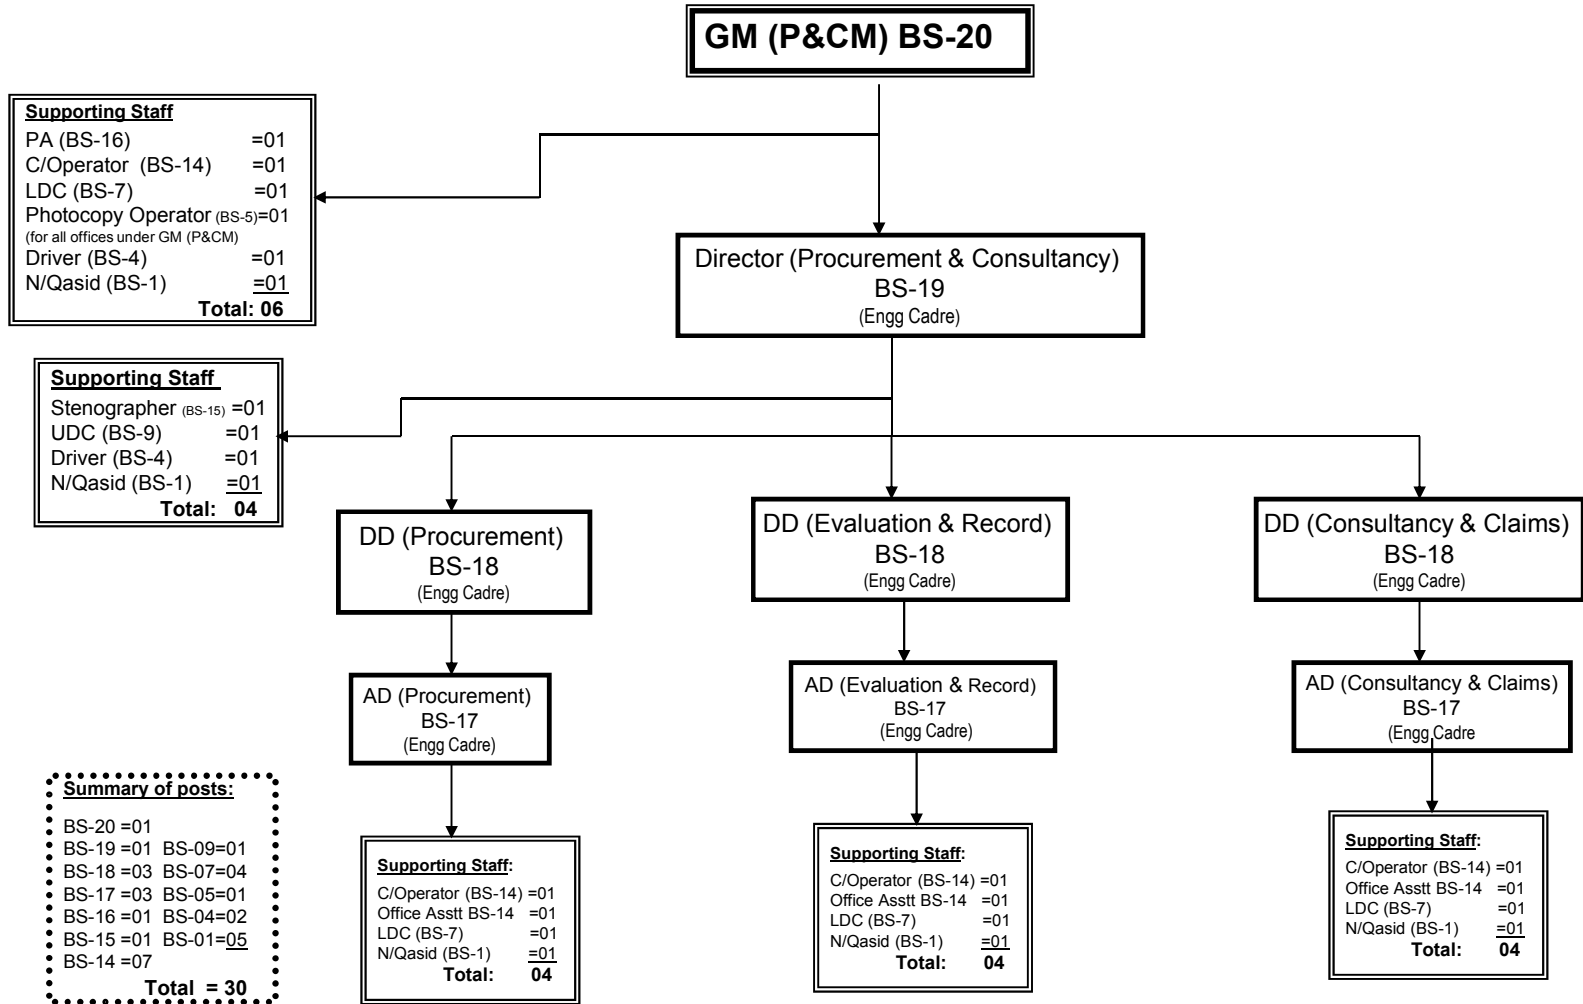 GM (P&CM) BS-20
Supporting Staff
PA (BS-16) =01
C/Operator (BS-14) =01
LDC (BS-7) =01
Photocopy Operator (BS-5)=01
(for all offices under GM (P&CM)
Driver (BS-4) =01
N/Qasid (BS-1) =01
Total: 06
Director (Procurement & Consultancy)
BS-19
(Engg Cadre)
Supporting Staff
Stenographer (BS-15) =01
UDC (BS-9) =01
Driver (BS-4) =01
N/Qasid (BS-1) =01
Total: 04
DD (Procurement)
BS-18
(Engg Cadre)
DD (Evaluation & Record)
BS-18
(Engg Cadre)
DD (Consultancy & Claims)
BS-18
(Engg Cadre)
AD (Procurement)
BS-17
(Engg Cadre)
AD (Evaluation & Record)
BS-17
(Engg Cadre)
AD (Consultancy & Claims)
BS-17
(Engg Cadre
Summary of posts:
BS-20 =01
BS-19 =01 BS-09=01
BS-18 =03 BS-07=04
BS-17 =03 BS-05=01
BS-16 =01 BS-04=02
BS-15 =01 BS-01=05
BS-14 =07
Total = 30
Supporting Staff:
C/Operator (BS-14) =01
Office Asstt BS-14 =01
LDC (BS-7) =01
N/Qasid (BS-1) =01
Total: 04
Supporting Staff:
C/Operator (BS-14) =01
Office Asstt BS-14 =01
LDC (BS-7) =01
N/Qasid (BS-1) =01
Total: 04
Supporting Staff:
C/Operator (BS-14) =01
Office Asstt BS-14 =01
LDC (BS-7) =01
N/Qasid (BS-1) =01
Total: 04